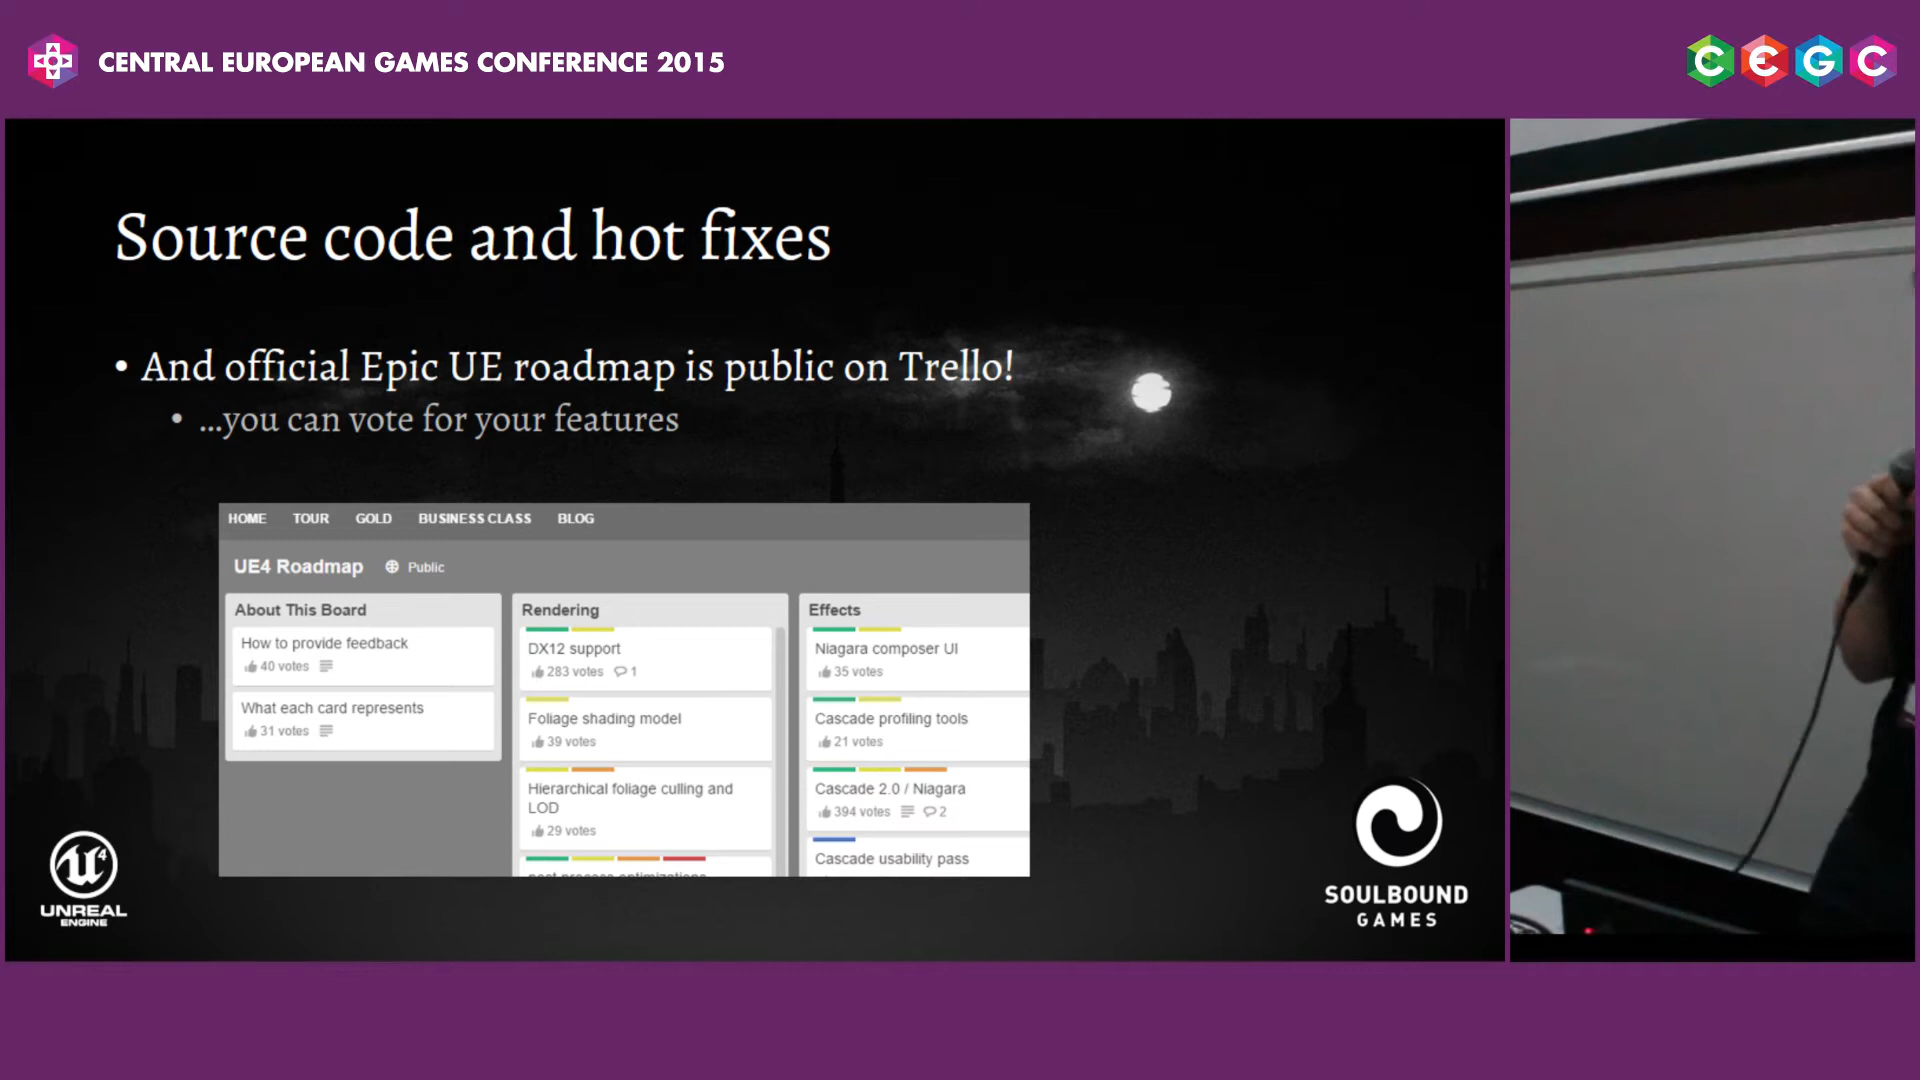 CENTRAL EUROPEAN GAMES CONFERENCE 2015
CEGC
Source code and hot fixes
• And official Epic UE roadmap is public on Trello!
• ...you can vote for your features
HOME TOUR GOLD BUSINESS CLASS BLOG
UE4 Roadmap Public
About This Board
How to provide feedback
40 votes
What each card represents
31 votes
Rendering
DX12 support
283 votes 1
Foliage shading model
39 votes
Hierarchical foliage culling and
LOD
29 votes
post process optimizations
Effects
Niagara composer UI
35 votes
Cascade profiling tools
21 votes
Cascade 2.0 / Niagara
394 votes 2
Cascade usability pass
4
UNREAL
ENGINE
SOULBOUND
GAMES